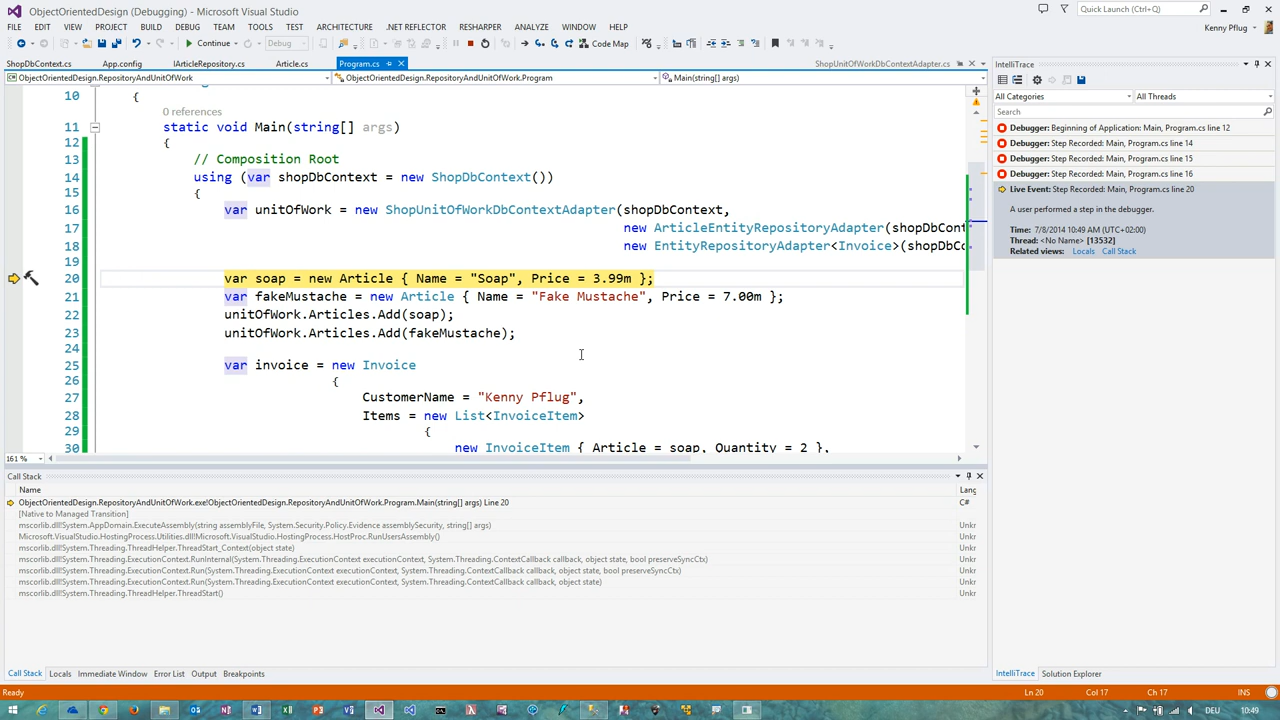 ObjectOrientedDesign (Debugging) - Microsoft Visual Studio
Quick Launch (Ctrl+Q)
FILE EDIT VIEW PROJECT BUILD DEBUG TEAM TOOLS TEST ARCHITECTURE .NET REFLECTOR RESHARPER ANALYZE WINDOW HELP
Kenny Pflug
Continue Debug Code Map
ShopDbContext.cs App.config IArticleRepository.cs Article.cs Program.cs ShopUnitOfWorkDbContextAdapter.cs
ObjectOrientedDesign.RepositoryAndUnitOfWork ObjectOrientedDesign.RepositoryAndUnitOfWork.Program Main(string[] args)
10 {
0 references
11 static void Main(string[] args)
12 {
13 // Composition Root
14 using (var shopDbContext = new ShopDbContext())
15 {
16 var unitOfWork = new ShopUnitOfWorkDbContextAdapter(shopDbContext,
17 new ArticleEntityRepositoryAdapter(shopDbCont
18 new EntityRepositoryAdapter<Invoice>(shopDbCo
19
20 var soap = new Article { Name = "Soap", Price = 3.99m };
21 var fakeMustache = new Article { Name = "Fake Mustache", Price = 7.00m };
22 unitOfWork.Articles.Add(soap);
23 unitOfWork.Articles.Add(fakeMustache);
24
25 var invoice = new Invoice
26 {
27 CustomerName = "Kenny Pflug",
28 Items = new List<InvoiceItem>
29 {
30 new InvoiceItem { Article = soap, Quantity = 2 },
161 %
IntelliTrace
All Categories All Threads
Search
Debugger: Beginning of Application: Main, Program.cs line 12
Debugger: Step Recorded: Main, Program.cs line 14
Debugger: Step Recorded: Main, Program.cs line 15
Debugger: Step Recorded: Main, Program.cs line 16
Live Event: Step Recorded: Main, Program.cs line 20
A user performed a step in the debugger.
Time: 7/8/2014 10:49 AM (UTC+02:00)
Thread: <No Name> [13532]
Related views: Locals Call Stack
Call Stack
Name Lang
ObjectOrientedDesign.RepositoryAndUnitOfWork.exe!ObjectOrientedDesign.RepositoryAndUnitOfWork.Program.Main(string[] args) Line 20 C#
[Native to Managed Transition]
mscorlib.dll!System.AppDomain.ExecuteAssembly(string assemblyFile, System.Security.Policy.Evidence assemblySecurity, string[] args) Unkr
Microsoft.VisualStudio.HostingProcess.Utilities.dll!Microsoft.VisualStudio.HostingProcess.HostProc.RunUsersAssembly() Unkr
mscorlib.dll!System.Threading.ThreadHelper.ThreadStart_Context(object state) Unkr
mscorlib.dll!System.Threading.ExecutionContext.RunInternal(System.Threading.ExecutionContext executionContext, System.Threading.ContextCallback callback, object state, bool preserveSyncCtx) Unkr
mscorlib.dll!System.Threading.ExecutionContext.Run(System.Threading.ExecutionContext executionContext, System.Threading.ContextCallback callback, object state, bool preserveSyncCtx) Unkr
mscorlib.dll!System.Threading.ExecutionContext.Run(System.Threading.ExecutionContext executionContext, System.Threading.ContextCallback callback, object state) Unkr
mscorlib.dll!System.Threading.ThreadHelper.ThreadStart() Unkr
Call Stack Locals Immediate Window Error List Output Breakpoints
IntelliTrace Solution Explorer
Ready Ln 20 Col 17 Ch 17 INS
DEU 10:49